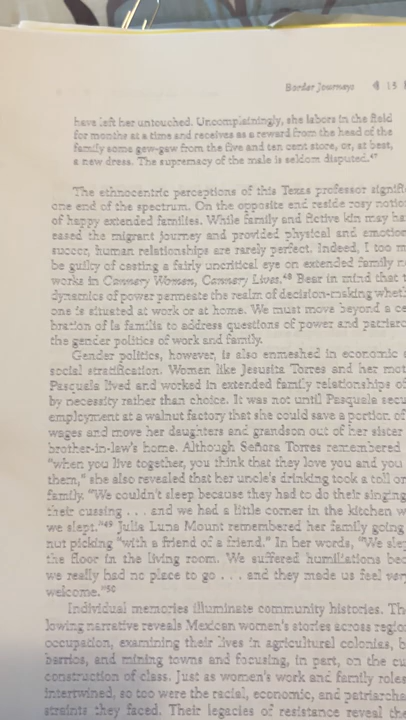 Border Journeys 15
have left her untouched. Uncomplainingly, she labors in the field
for months at a time and receives as a reward from the head of the
family some gew-gaw from the five and ten cent store, or, at best,
a new dress. The supremacy of the male is seldom disputed.47
The ethnocentric perceptions of this Texas professor signif
one end of the spectrum. On the opposite end reside rosy notio
of happy extended families. While family and fictive kin may ha
eased the migrant journey and provided physical and emotion
succor, human relationships are rarely perfect. Indeed, I too m
be guilty of casting a fairly uncritical eye on extended family
works in Cannery Women, Cannery Lives.48 Bear in mind that t
dynamics of power permeate the realm of decision-making whet
one is situated at work or at home. We must move beyond a ce
bration of la familia to address questions of power and patriarc
the gender politics of work and family.
Gender politics, however, is also enmeshed in economic
social stratification. Women like Jesusita Torres and her mot
Pasquala lived and worked in extended family relationships o
by necessity rather than choice. It was not until Pasquala secu
employment at a walnut factory that she could save a portion of
wages and move her daughters and grandson out of her sister
brother-in-law's home. Although Señora Torres remembered
"when you live together, you think that they love you and you
them," she also revealed that her uncle's drinking took a toll on
family. "We couldn't sleep because they had to do their singing
their cussing . . . and we had a little corner in the kitchen w
we slept."49 Julia Luna Mount remembered her family going
nut picking "with a friend of a friend." In her words, "We slep
the floor in the living room. We suffered humiliations bec
we really had no place to go . . . and they made us feel ver
welcome."50
Individual memories illuminate community histories. Th
lowing narrative reveals Mexican women's stories across regio
occupation, examining their lives in agricultural colonias, b
barrios, and mining towns and focusing, in part, on the cu
construction of class. Just as women's work and family roles
intertwined, so too were the racial, economic, and patriarcha
straints they faced. Their legacies of resistance reveal the